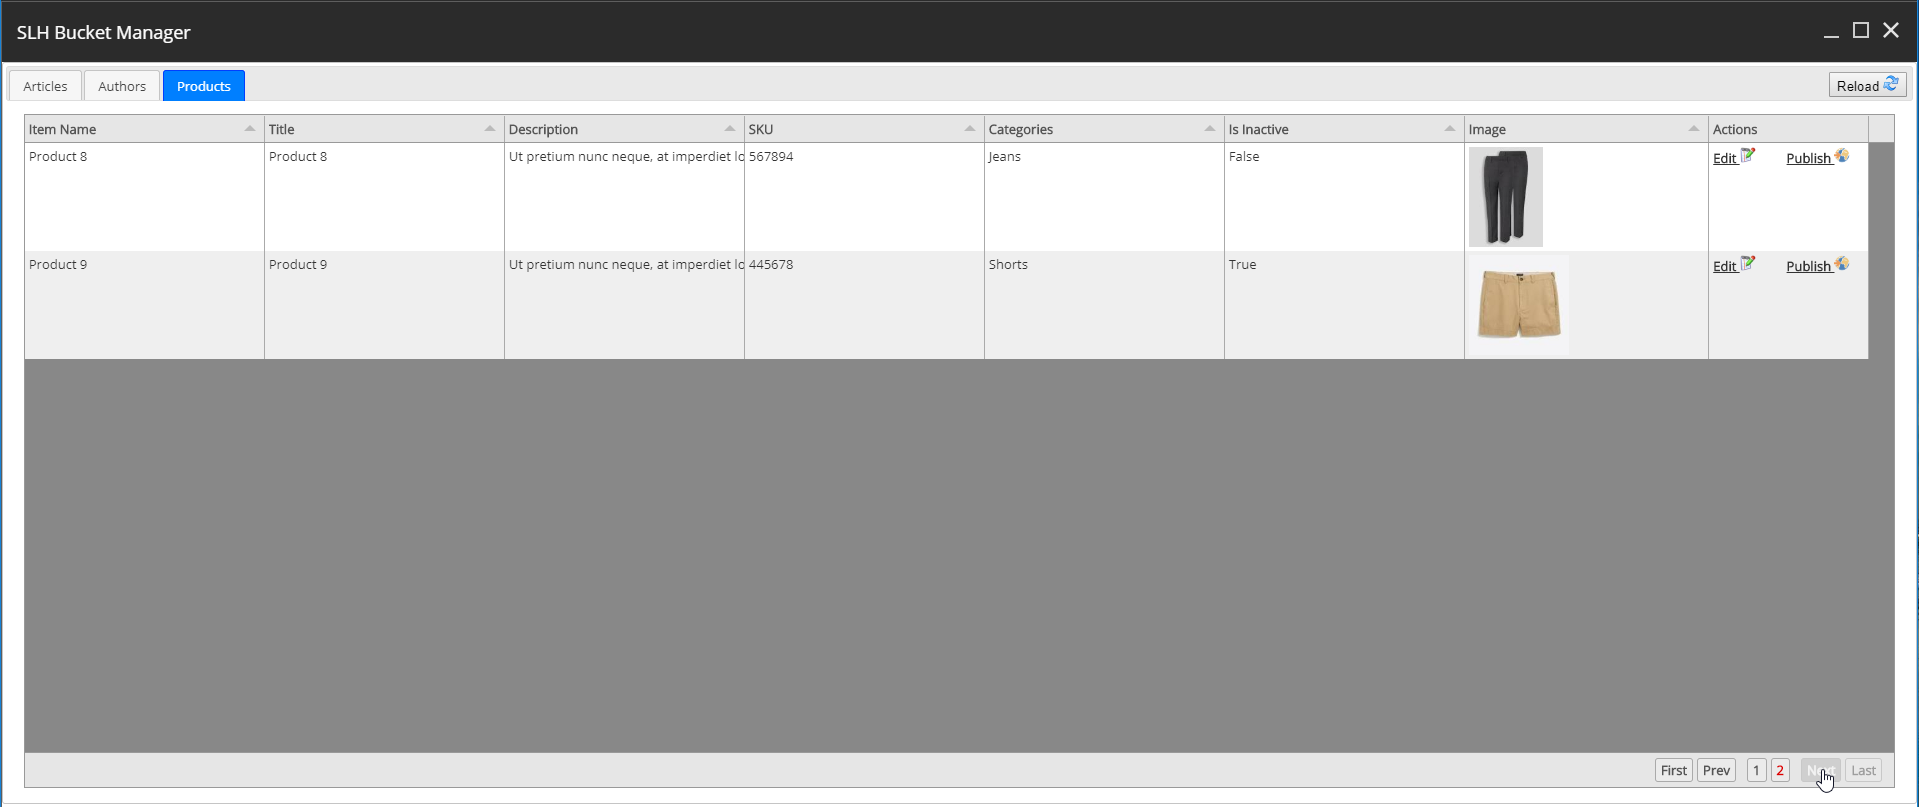 SLH Bucket Manager
Articles Authors Products Reload
Item Name Title Description SKU Categories Is Inactive Image Actions
Product 8 Product 8 Ut pretium nunc neque, at imperdiet lo 567894 Jeans False Edit Publish
Product 9 Product 9 Ut pretium nunc neque, at imperdiet lo 445678 Shorts True Edit Publish
First Prev 1 2 Next Last